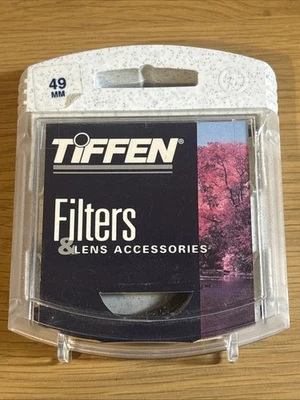 49
MM
TiFFEN®
Filters
& LENS ACCESSORIES